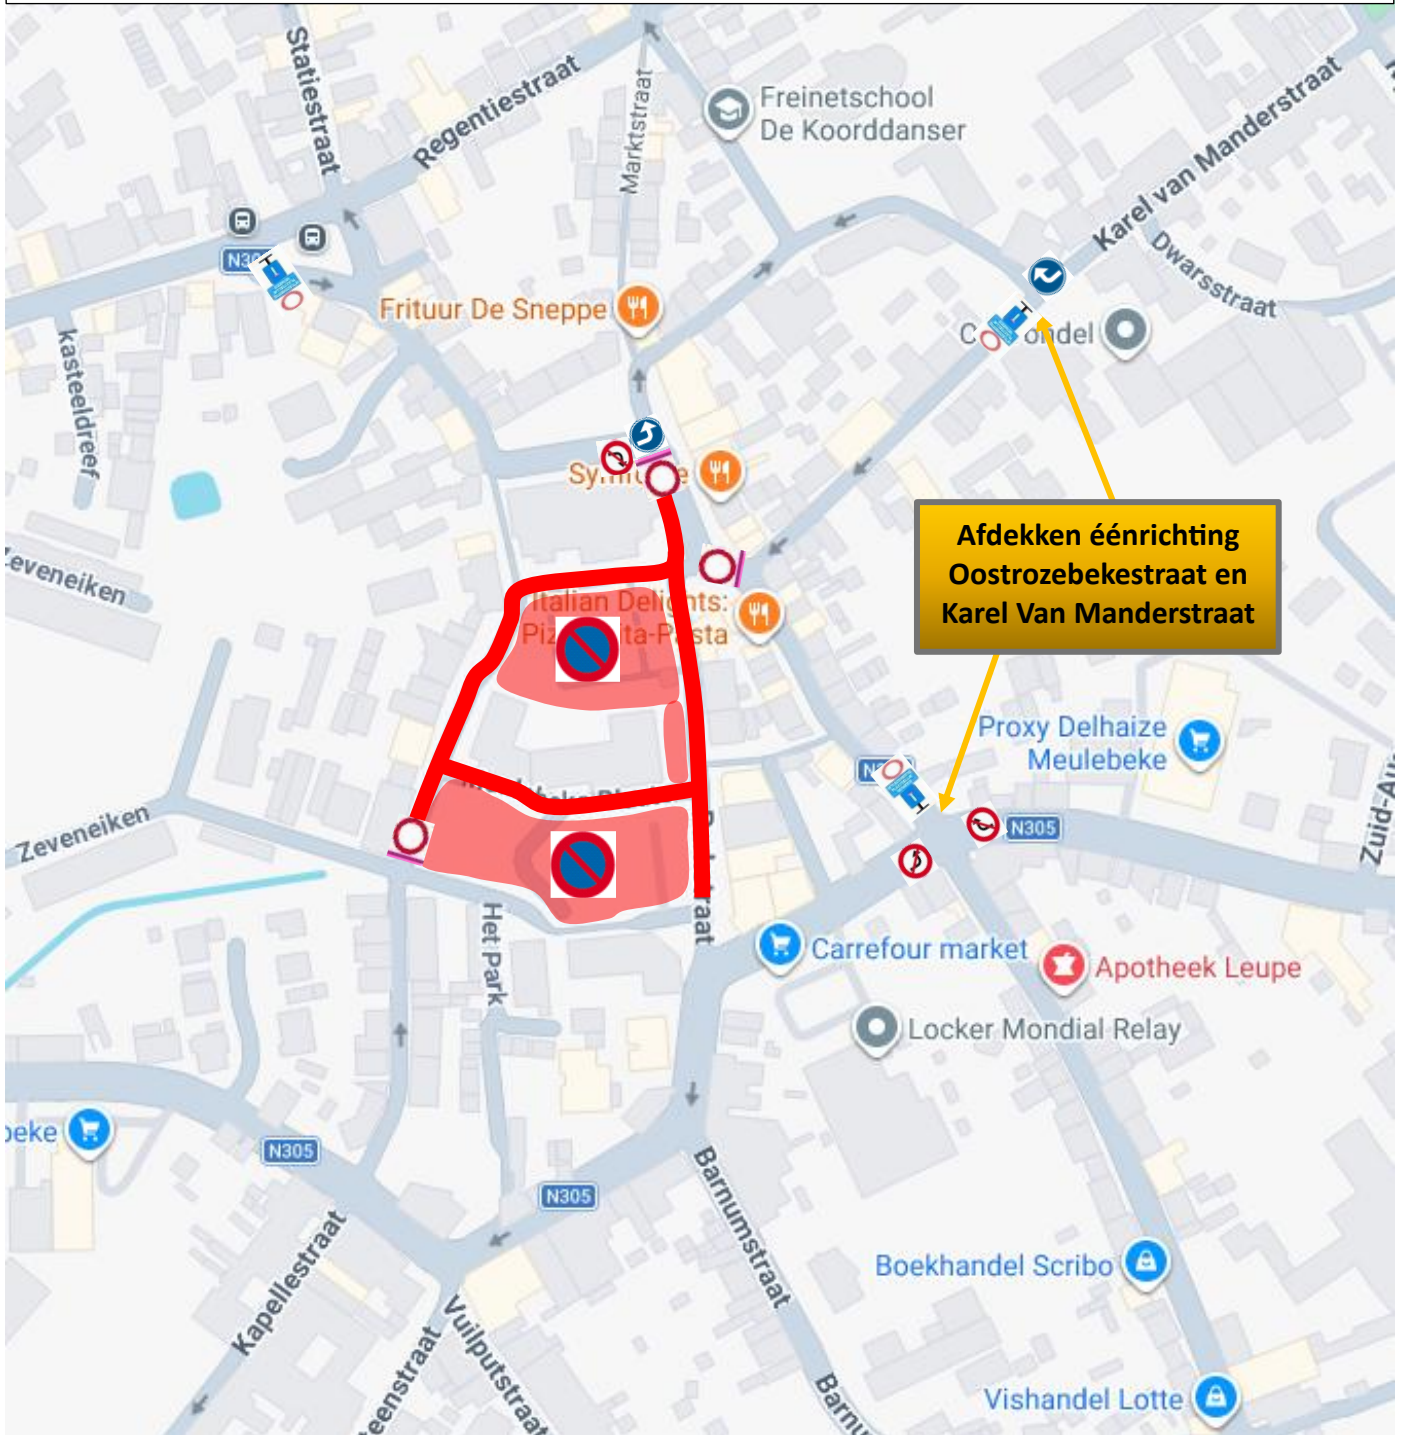 Statiestraat
Regentiestraat
Marktstraat
Freinetschool
De Koorddanser
Karel van Manderstraat
Dwarsstraat
kasteeldreef
Frituur De Sneppe
Afdekken éénrichting
Oostrozebekestraat en
Karel Van Manderstraat
Zeveneiken
Italian Delights:
Proxy Delhaize
Meulebeke
N305
Zeveneiken
Het Park
Carrefour market
Apotheek Leupe
Locker Mondial Relay
N305
N305
Barnumstraat
Boekhandel Scribo
Kapellestraat
Vuilputstraat
Vishandel Lotte